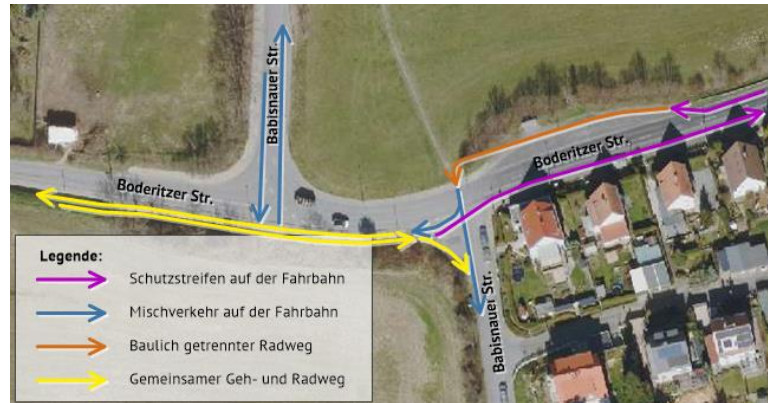 Babisnauer Str.
Boderitzer Str.
Boderitzer Str.
Babisnauer Str.
Legende:
Schutzstreifen auf der Fahrbahn
Mischverkehr auf der Fahrbahn
Baulich getrennter Radweg
Gemeinsamer Geh- und Radweg